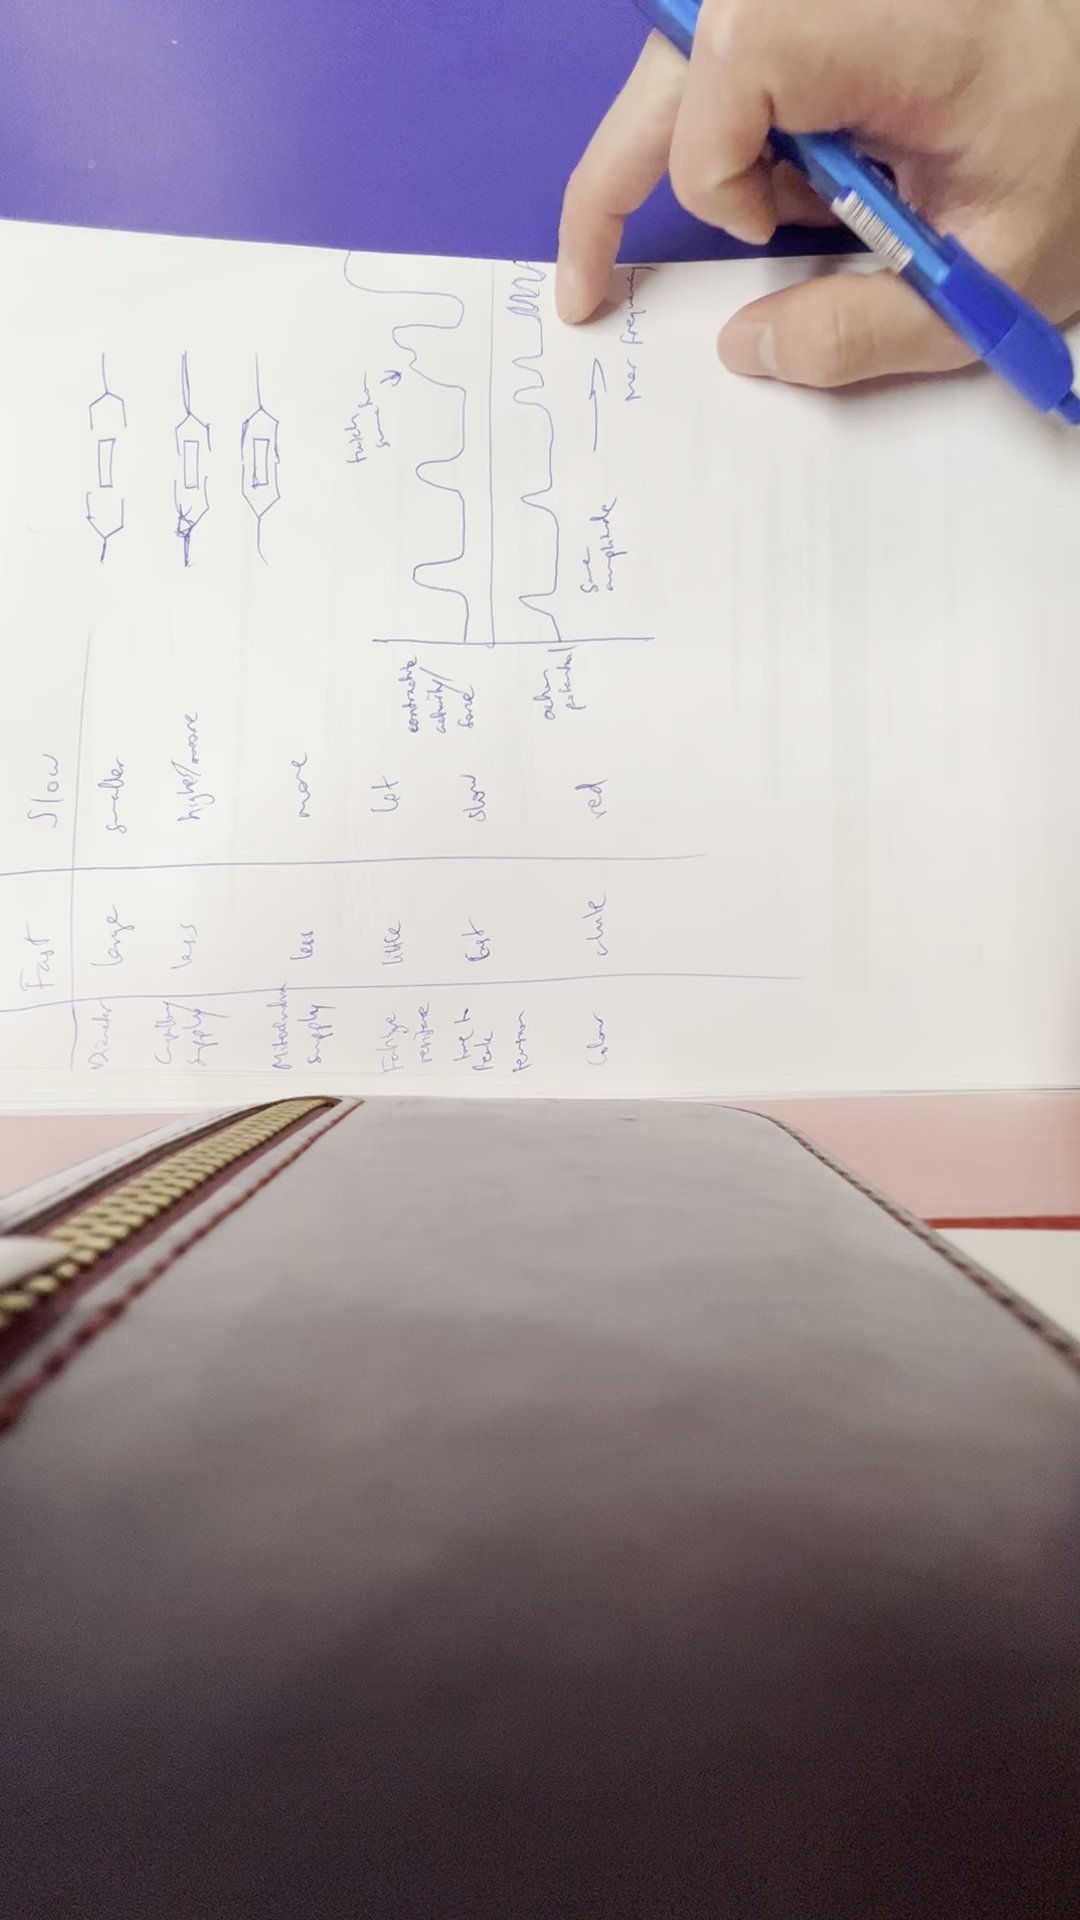 Fast Slow
Diameter large smaller
Capillary less higher/more
supply
Mitochondria less more
supply
Fatigue little lot
resistance
time to fast slow
Peak
tension
Colour white red
twitch
contractile
activity/
force
action
potential
same
amplitude
frequency